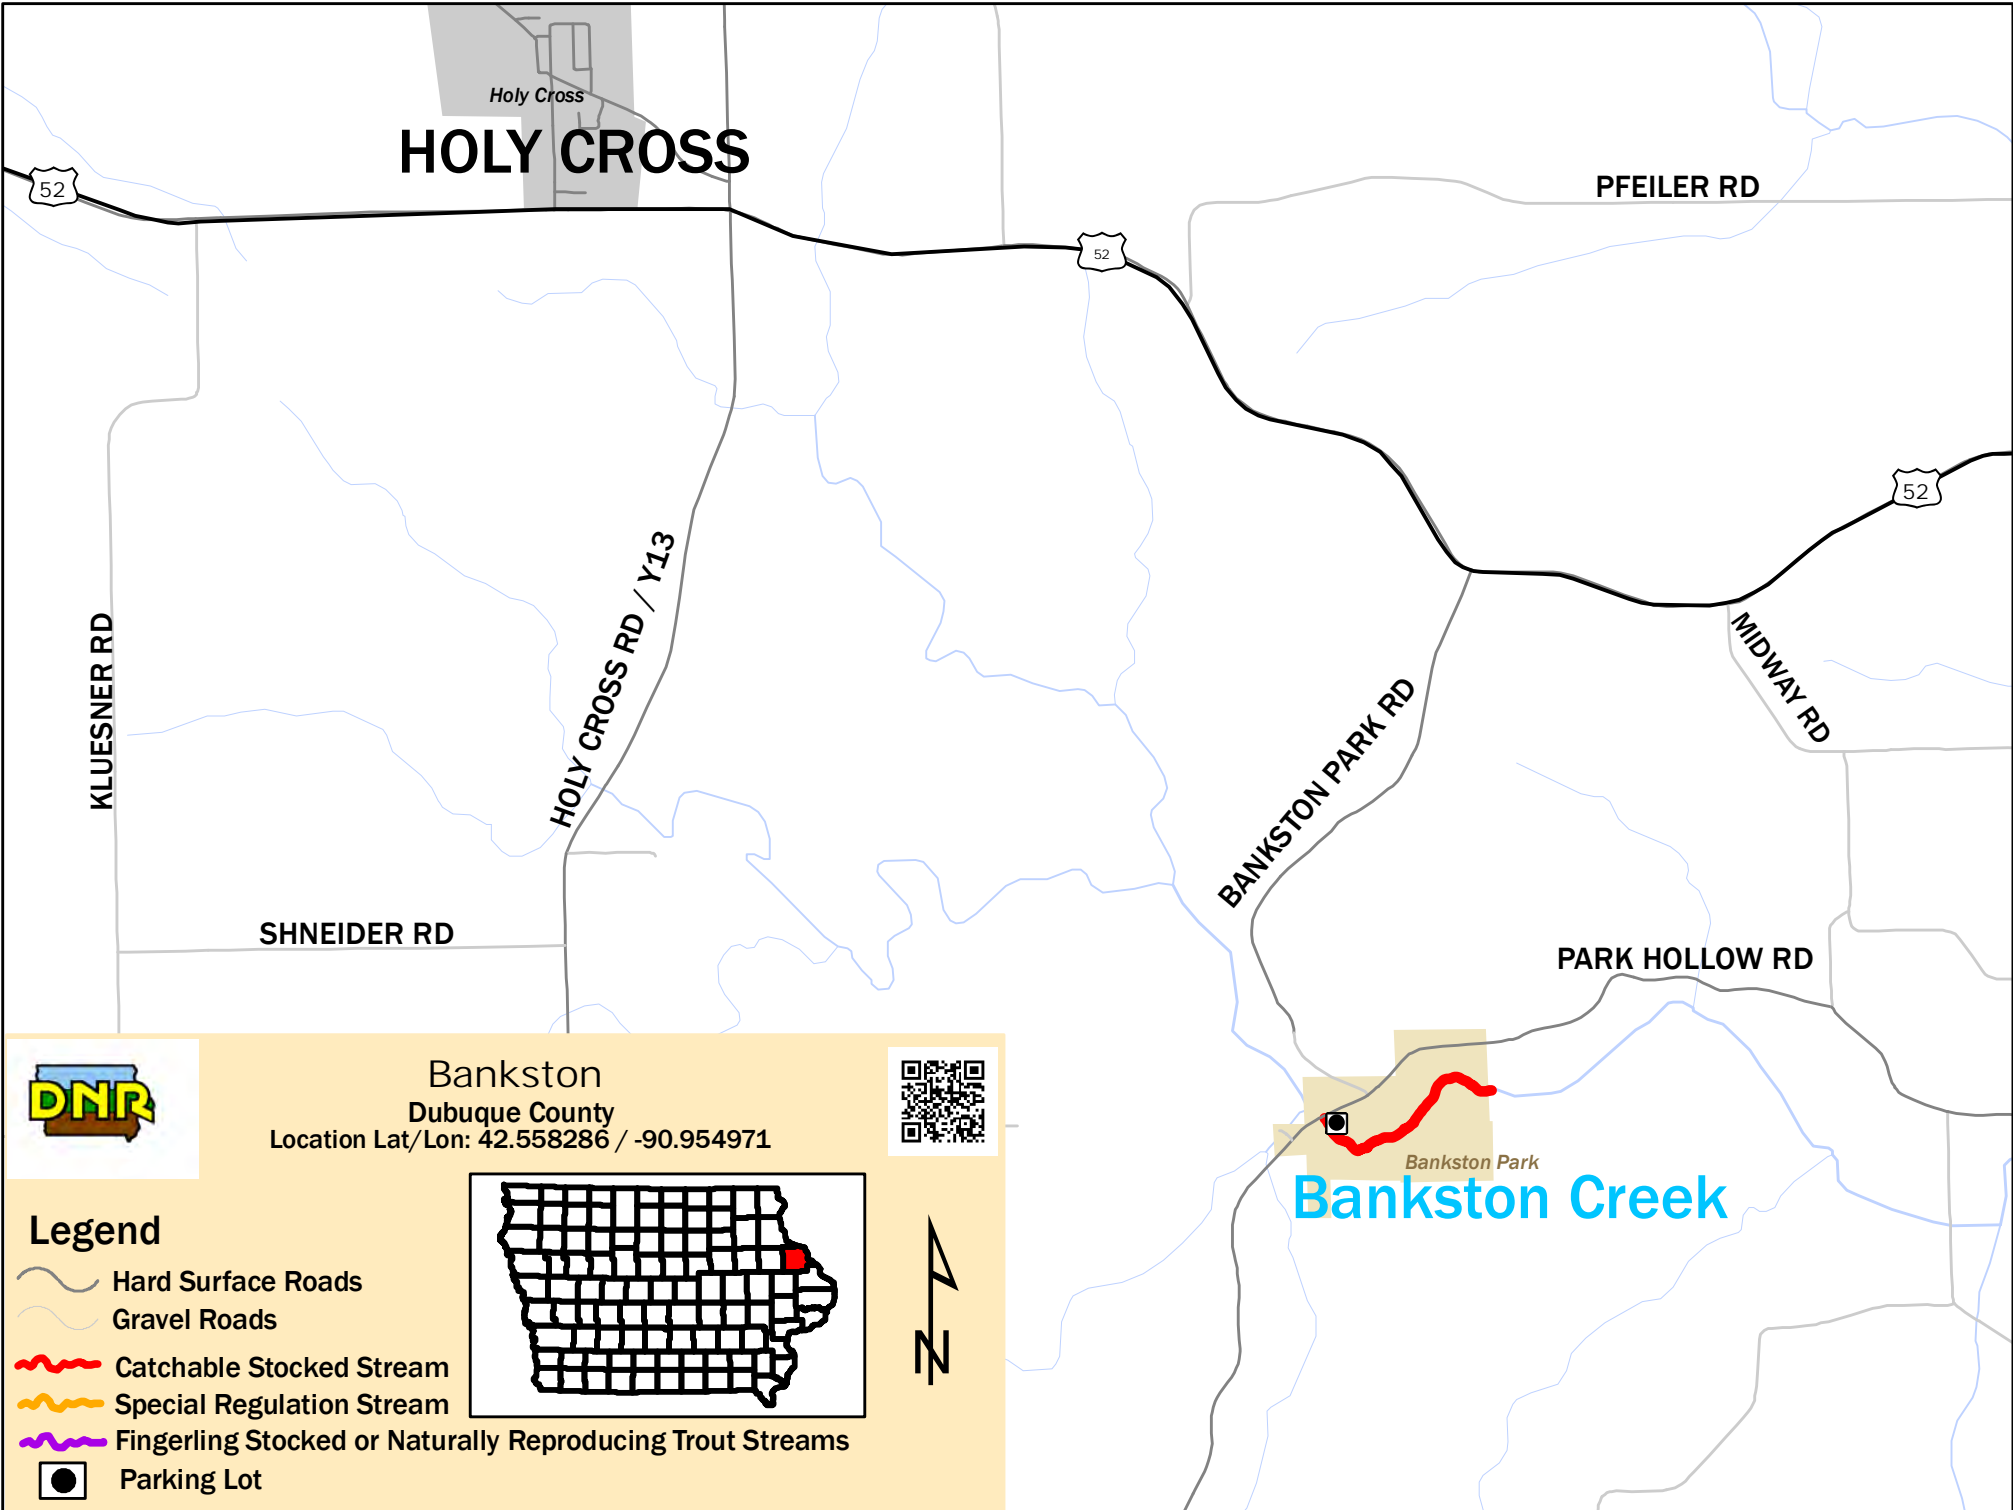 Holy Cross
HOLY CROSS
52
PFEILER RD
52
52
HOLY CROSS RD / Y13
KLUESNER RD
MIDWAY RD
BANKSTON PARK RD
SHNEIDER RD
PARK HOLLOW RD
Bankston Park
Bankston Creek
DNR
Bankston
Dubuque County
Location Lat/Lon: 42.558286 / -90.954971
Legend
Hard Surface Roads
Gravel Roads
Catchable Stocked Stream
Special Regulation Stream
Fingerling Stocked or Naturally Reproducing Trout Streams
Parking Lot
N